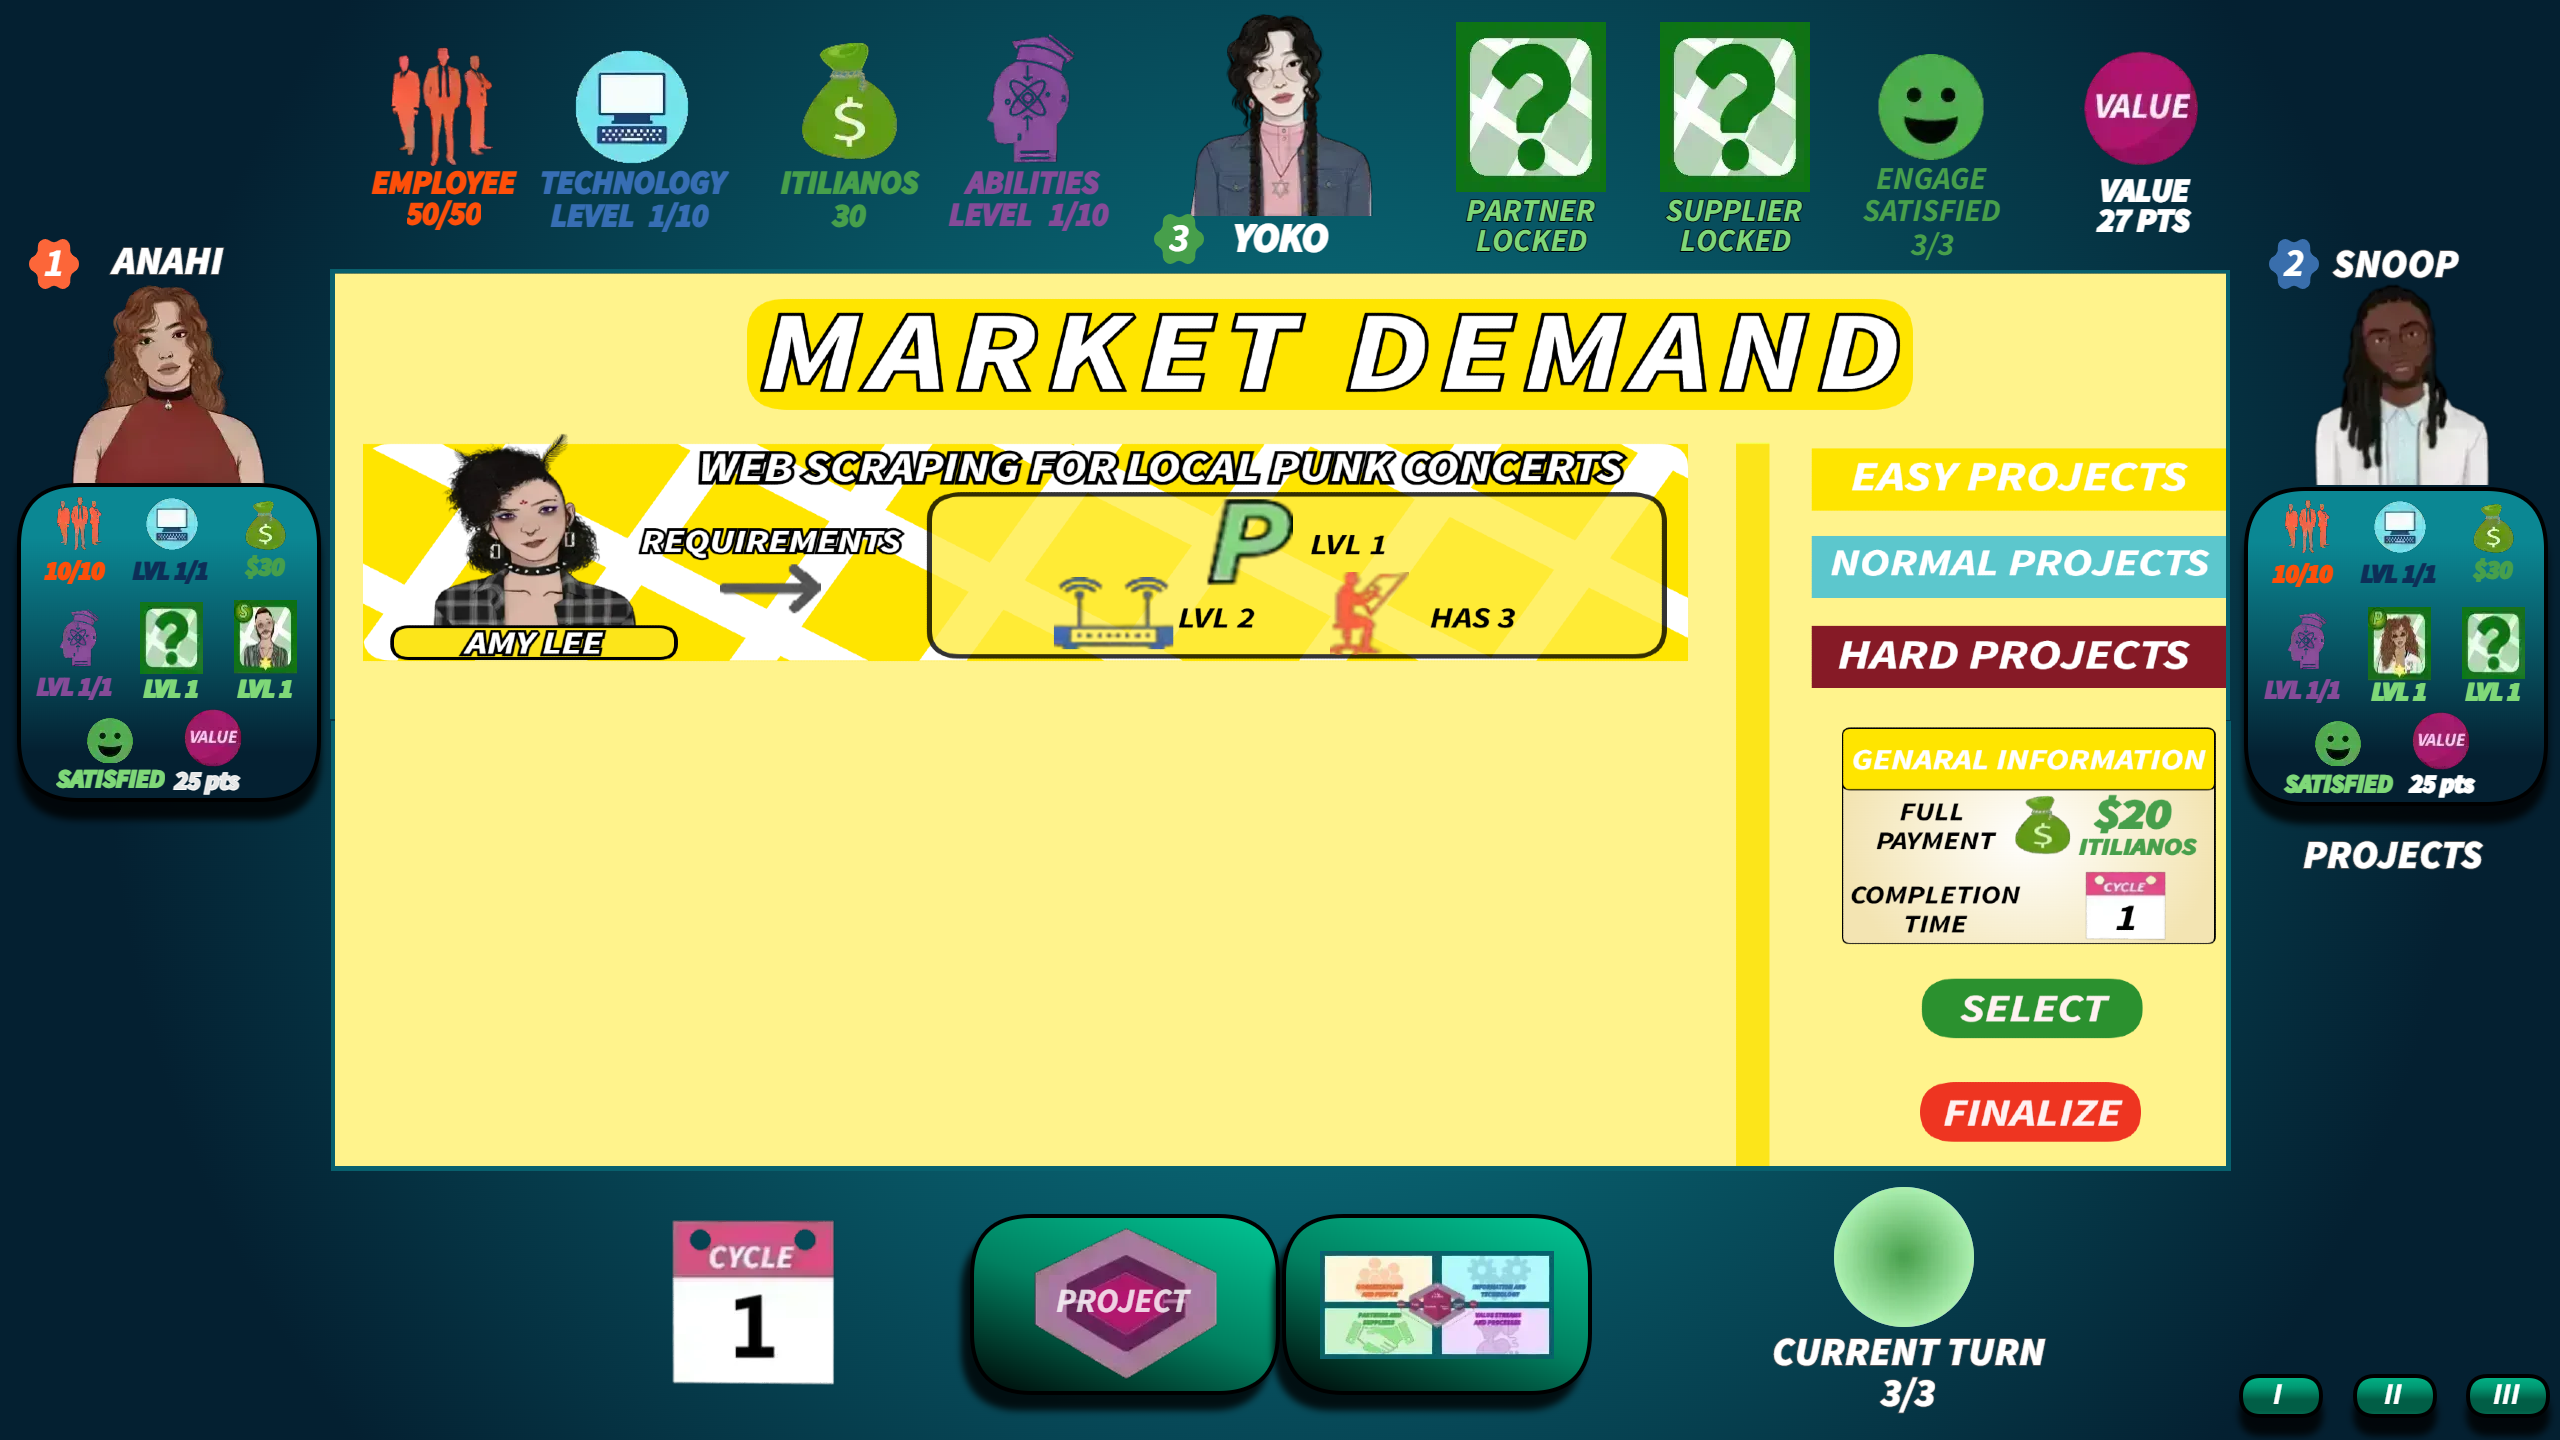 EMPLOYEE
50/50
TECHNOLOGY
LEVEL 1/10
$
ITILIANOS
30
ABILITIES
LEVEL 1/10
3 YOKO
?
PARTNER
LOCKED
?
SUPPLIER
LOCKED
ENGAGE
SATISFIED
3/3
VALUE
VALUE
27 PTS
1 ANAHI
10/10
LVL 1/1
$
$30
LVL 1/1
?
LVL 1
S
LVL 1
SATISFIED
VALUE
25 pts
MARKET DEMAND
WEB SCRAPING FOR LOCAL PUNK CONCERTS
AMY LEE
REQUIREMENTS
P LVL 1
LVL 2
HAS 3
EASY PROJECTS
NORMAL PROJECTS
HARD PROJECTS
GENARAL INFORMATION
FULL
PAYMENT
$
$20
ITILIANOS
COMPLETION
TIME
CYCLE
1
SELECT
FINALIZE
2 SNOOP
10/10
LVL 1/1
$
$30
LVL 1/1
P
LVL 1
?
LVL 1
SATISFIED
VALUE
25 pts
PROJECTS
CYCLE
1
PROJECT
CURRENT TURN
3/3
I
II
III